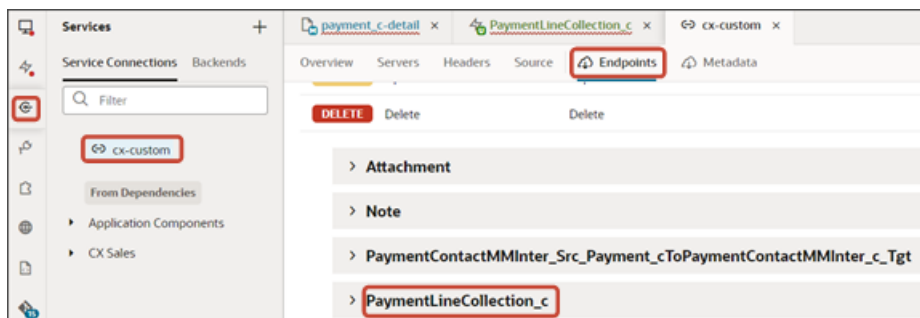 Services
+
payment_c-detail ×
PaymentLineCollection_c ×
cx-custom ×
Service Connections Backends
Overview Servers Headers Source Endpoints Metadata
Filter
DELETE Delete Delete
cx-custom
Attachment
From Dependencies
Note
Application Components
CX Sales
PaymentContactMMInter_Src_Payment_cToPaymentContactMMInter_c_Tgt
PaymentLineCollection_c
15